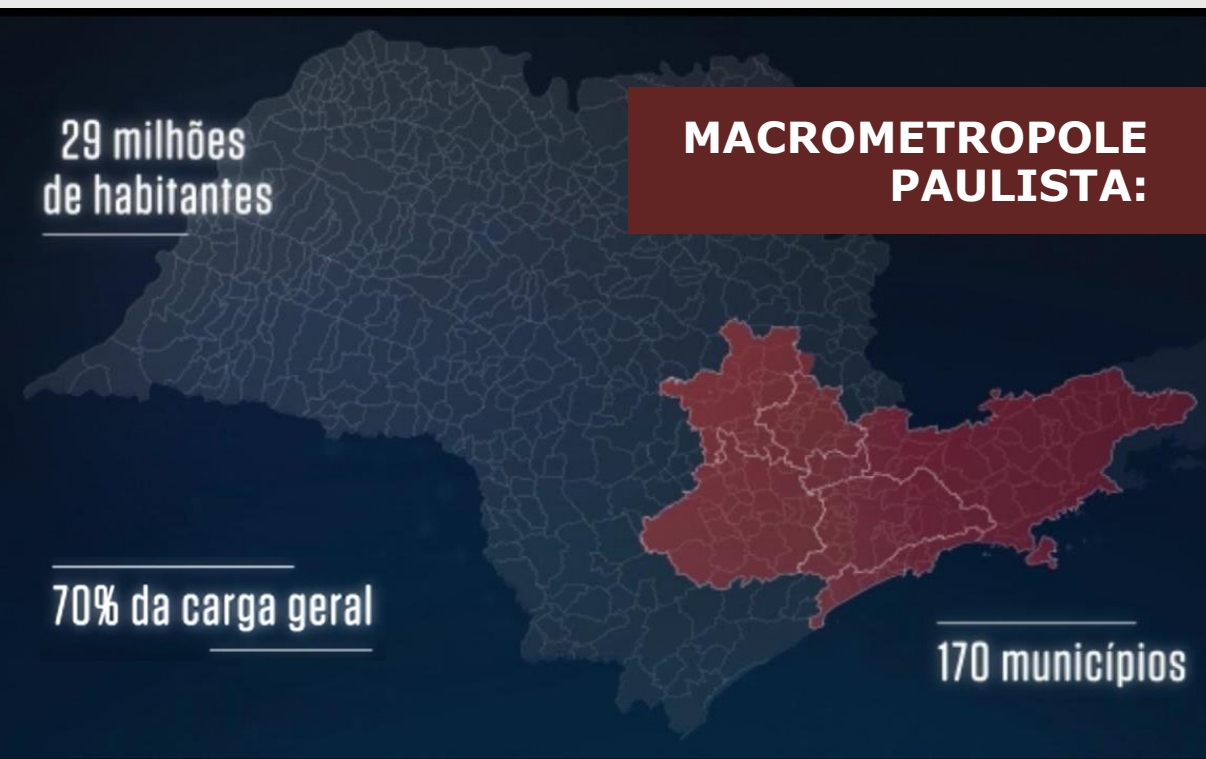 MACROMETROPOLE
PAULISTA:
29 milhões
de habitantes
70% da carga geral
170 municípios